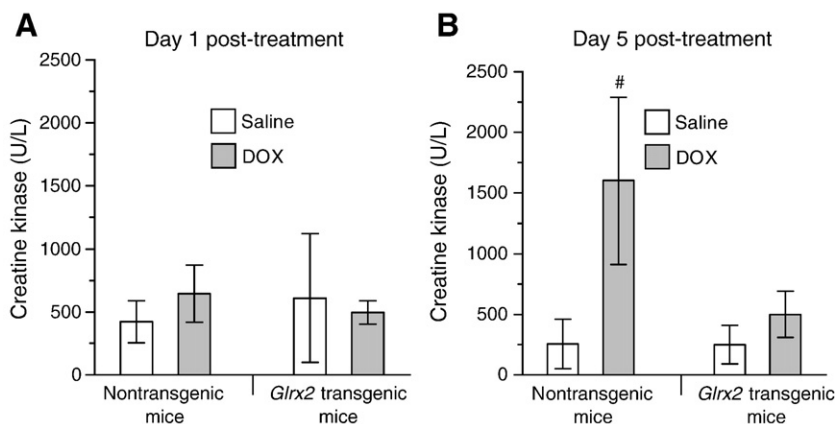 A
Day 1 post-treatment
Creatine kinase (U/L)
2500
2000
1500
1000
500
0
Saline
DOX
Nontransgenic
mice
Glrx2 transgenic
mice
B
Day 5 post-treatment
Creatine kinase (U/L)
2500
2000
1500
1000
500
0
#
Saline
DOX
Nontransgenic
mice
Glrx2 transgenic
mice